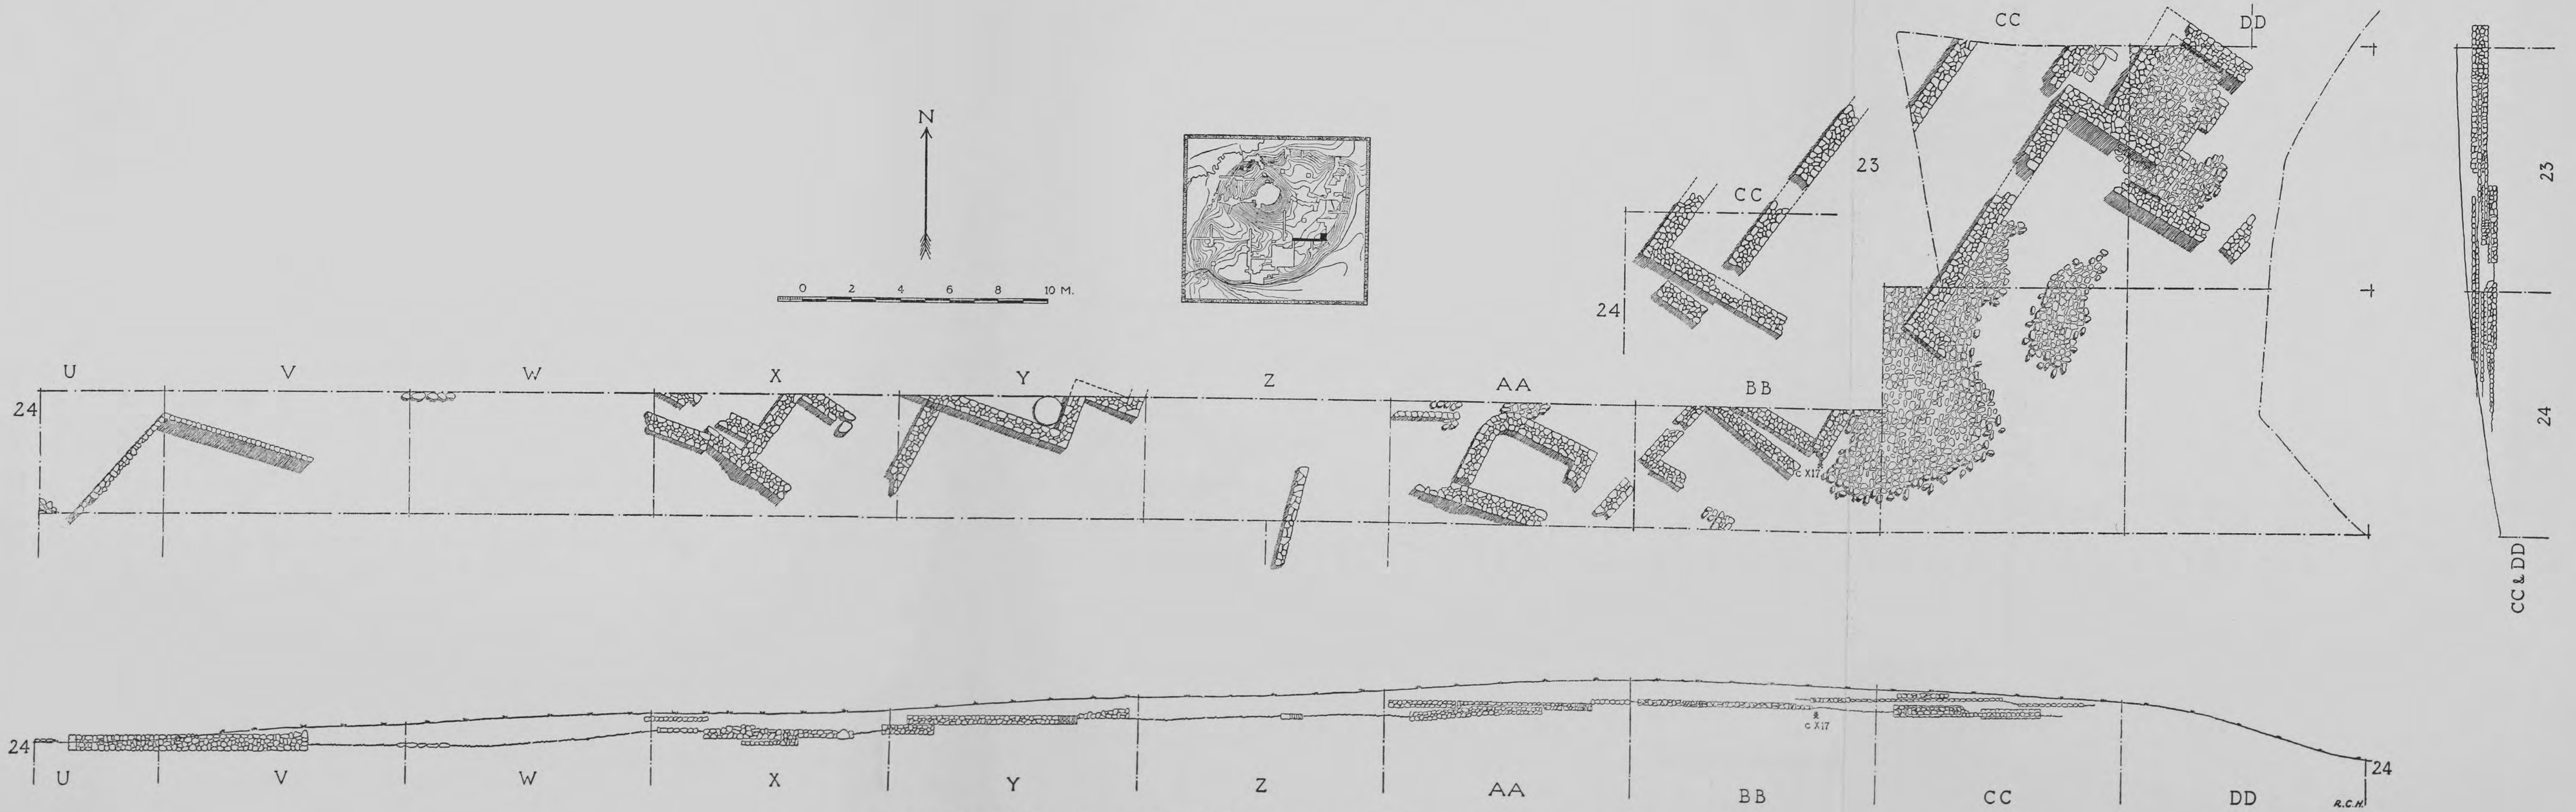 CC DD
N
23
CC
23
0 2 4 6 8 10 M.
24
U V W X Y Z AA BB
24
24
c X17
CC & DD
c X17
24
24
U V W X Y Z AA BB CC DD
R.C.H.